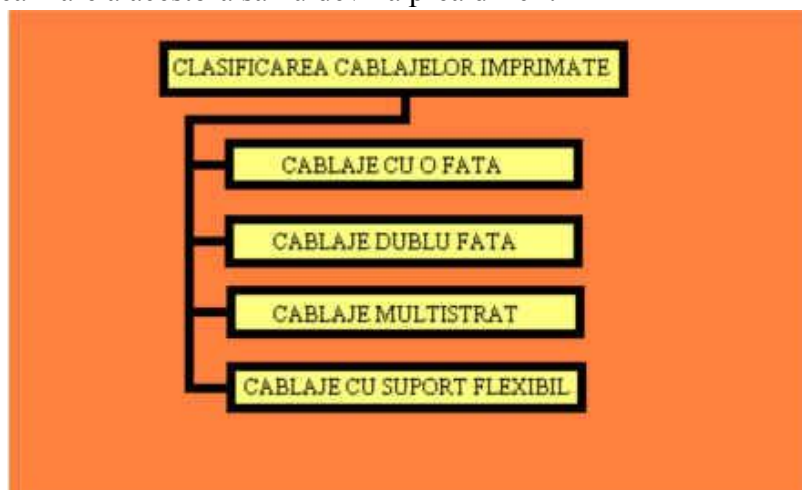 CLASIFICAREA CABLAJELOR IMPRIMATE
CABLAJE CU O FATA
CABLAJE DUBLU FATA
CABLAJE MULTISTRAT
CABLAJE CU SUPORT FLEXIBIL